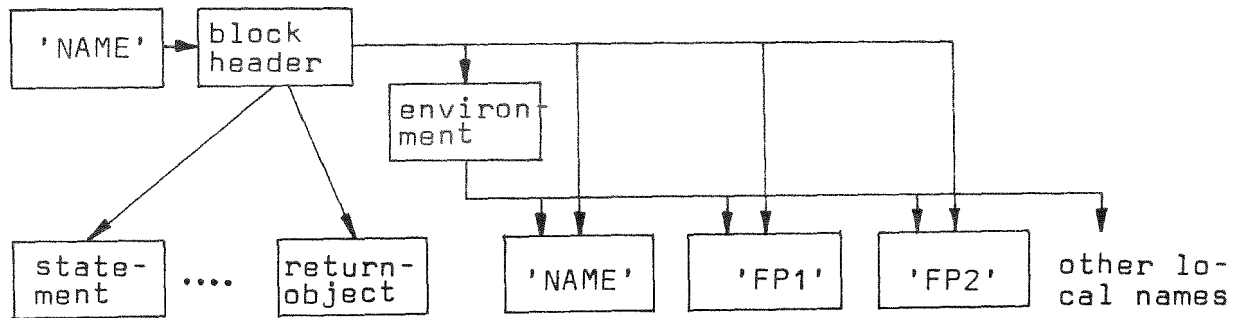 'NAME'
block
header
environ-
ment
state-
ment
....
return-
object
'NAME'
'FP1'
'FP2'
other lo-
cal names